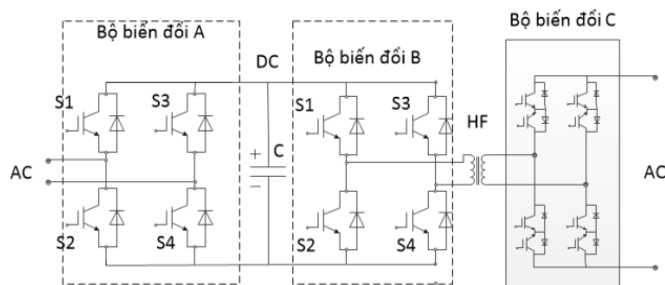 Bộ biến đổi A
Bộ biến đổi B
Bộ biến đổi C
DC
S1
S3
S1
S3
HF
AC
+
C
−
AC
S2
S4
S2
S4